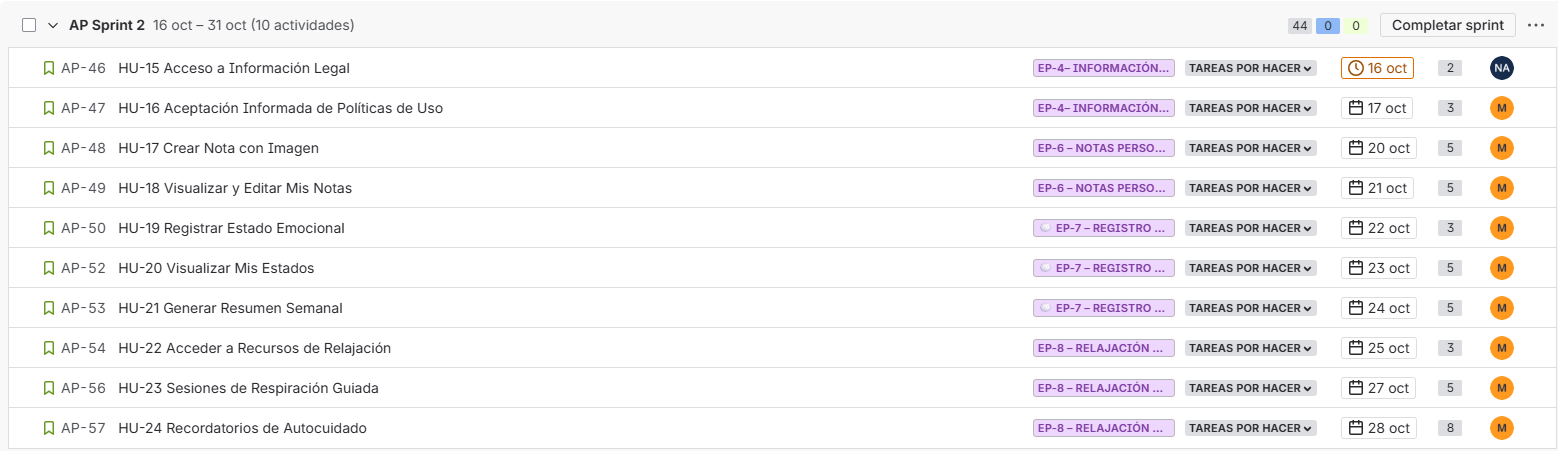 AP Sprint 2 16 oct – 31 oct (10 actividades) 44 0 0 Completar sprint
AP-46 HU-15 Acceso a Información Legal EP-4– INFORMACIÓN... TAREAS POR HACER 16 oct 2 NA
AP-47 HU-16 Aceptación Informada de Políticas de Uso EP-4– INFORMACIÓN... TAREAS POR HACER 17 oct 3 M
AP-48 HU-17 Crear Nota con Imagen EP-6 – NOTAS PERSO... TAREAS POR HACER 20 oct 5 M
AP-49 HU-18 Visualizar y Editar Mis Notas EP-6 – NOTAS PERSO... TAREAS POR HACER 21 oct 5 M
AP-50 HU-19 Registrar Estado Emocional EP-7 – REGISTRO ... TAREAS POR HACER 22 oct 3 M
AP-52 HU-20 Visualizar Mis Estados EP-7 – REGISTRO ... TAREAS POR HACER 23 oct 5 M
AP-53 HU-21 Generar Resumen Semanal EP-7 – REGISTRO ... TAREAS POR HACER 24 oct 5 M
AP-54 HU-22 Acceder a Recursos de Relajación EP-8 – RELAJACIÓN ... TAREAS POR HACER 25 oct 3 M
AP-56 HU-23 Sesiones de Respiración Guiada EP-8 – RELAJACIÓN ... TAREAS POR HACER 27 oct 5 M
AP-57 HU-24 Recordatorios de Autocuidado EP-8 – RELAJACIÓN ... TAREAS POR HACER 28 oct 8 M